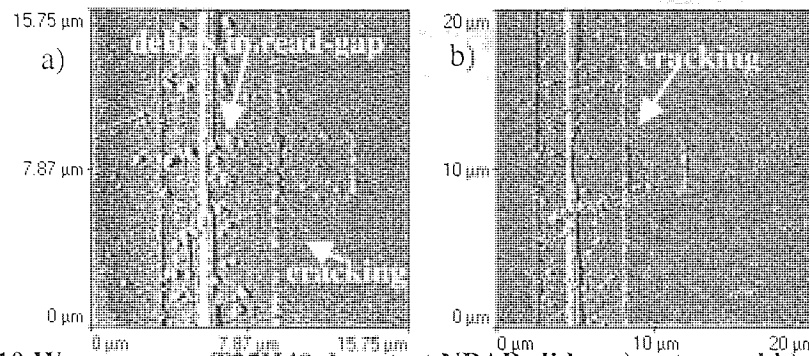 15.75 µm
a)
debris in read-gap
7.87 µm
cracking
0 µm
0 µm 7.87 µm 15.75 µm
20 µm
b)
cracking
10 µm
0 µm
0 µm 10 µm 20 µm